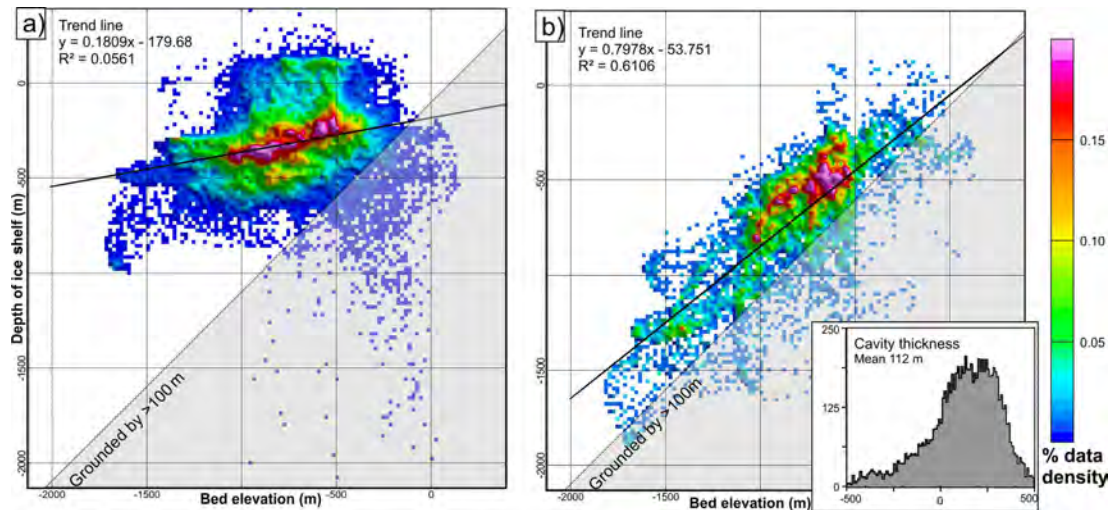 a)
Trend line
y = 0.1809x - 179.68
R² = 0.0561
0
-500
-1500
-2000
Depth of ice shelf (m)
Grounded by >100 m
-2000
-1500
-500
0
Bed elevation (m)
b)
Trend line
y = 0.7978x - 53.751
R² = 0.6106
0
-500
-1500
-2000
Grounded by >100m
-2000
-1500
Bed elevation (m)
Cavity thickness
Mean 112 m
250
125
0
-500
0
500
0.15
0.10
0.05
% data
density